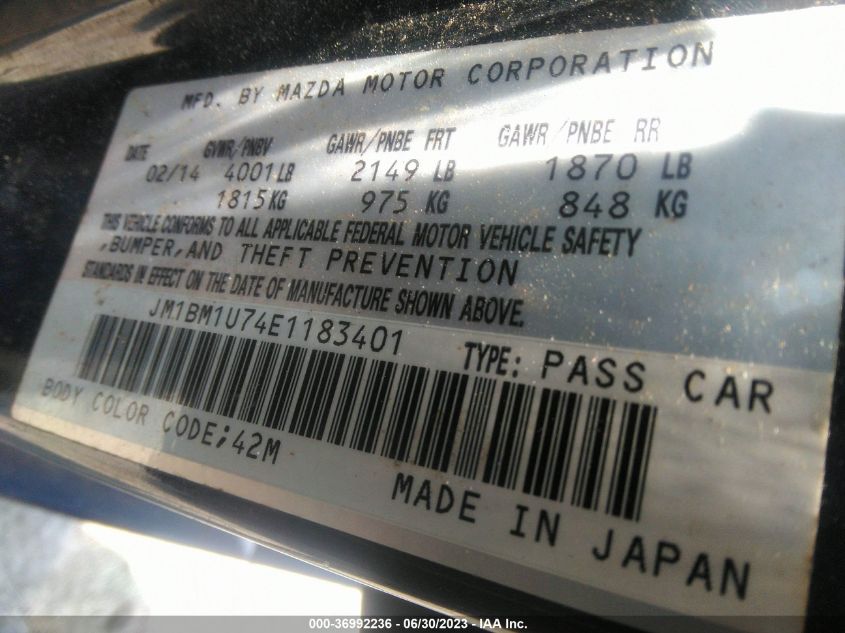 MFD. BY MAZDA MOTOR CORPORATION
DATE GVWR/PNBV GAWR/PNBE FRT GAWR/PNBE RR
02/14 4001 LB 2149 LB 1870 LB
1815 KG 975 KG 848 KG
THIS VEHICLE CONFORMS TO ALL APPLICABLE FEDERAL MOTOR VEHICLE SAFETY
,BUMPER,AND THEFT PREVENTION
STANDARDS IN EFFECT ON THE DATE OF MANUFACTURE SHOWN ABOVE.
JM1BM1U74E1183401 TYPE: PASS CAR
BODY COLOR CODE;42M
MADE IN JAPAN
000-36992236 - 06/30/2023 - IAA Inc.